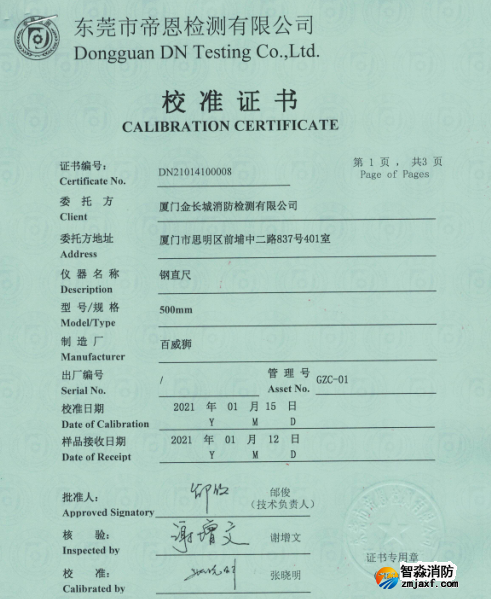 东莞市帝恩检测有限公司
Dongguan DN Testing Co.,Ltd.
校准证书
CALIBRATION CERTIFICATE
证书编号: DN21014100008 第 1 页 , 共3 页
Certificate No. Page of Pages
委托方 厦门金长城消防检测有限公司
Client
委托方地址 厦门市思明区前埔中二路837号401室
Address
仪器名称 钢直尺
Description
型号/规格 500mm
Model/Type
制造厂 百威狮
Manufacturer
出厂编号 / 管理号 GZC-01
Serial No. Asset No.
校准日期 2021 年 01 月 15 日
Date of Calibration Y M D
样品接收日期 2021 年 01 月 12 日
Date of Receipt Y M D
批准人: 邰俊
Approved Signatory (技术负责人)
核验: 谢增文 谢增文
Inspected by
校准: 张晓明
Calibrated by
证书专用章
智淼消防
zmjaxf.com